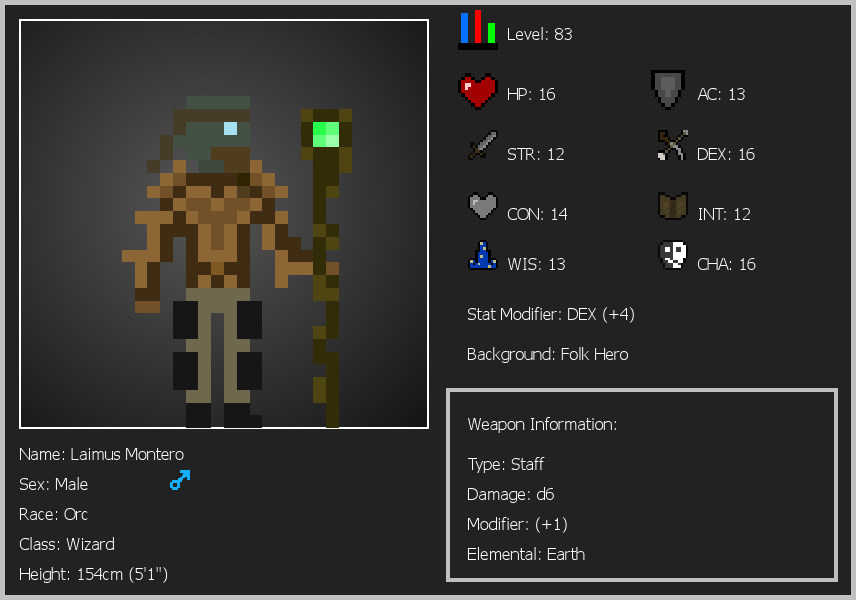 Level: 83
HP: 16
AC: 13
STR: 12
DEX: 16
CON: 14
INT: 12
WIS: 13
CHA: 16
Stat Modifier: DEX (+4)
Background: Folk Hero
Weapon Information:
Type: Staff
Damage: d6
Modifier: (+1)
Elemental: Earth
Name: Laimus Montero
Sex: Male
Race: Orc
Class: Wizard
Height: 154cm (5'1")